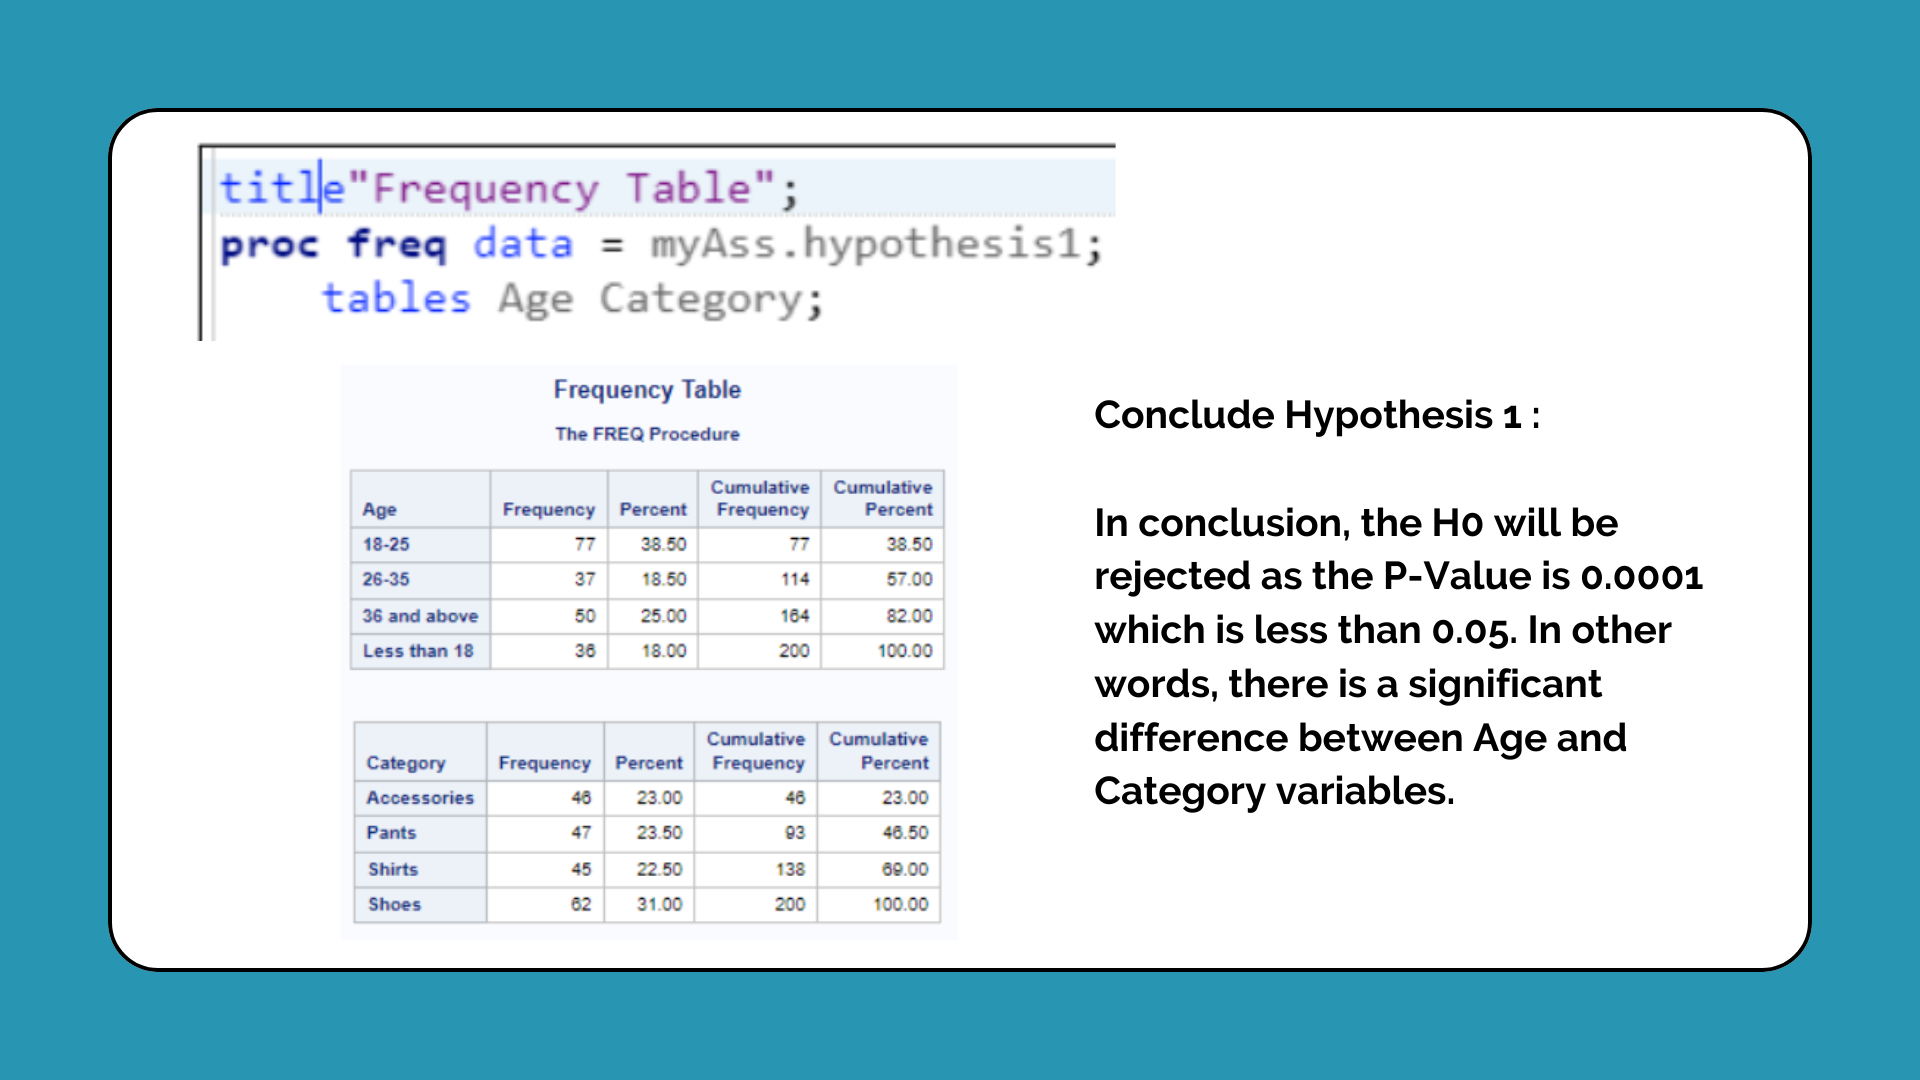 title"Frequency Table";
proc freq data = myAss.hypothesis1;
tables Age Category;
Frequency Table
The FREQ Procedure
Age Frequency Percent Cumulative Frequency Cumulative Percent
18-25 77 38.50 77 38.50
26-35 37 18.50 114 57.00
36 and above 50 25.00 164 82.00
Less than 18 36 18.00 200 100.00
Category Frequency Percent Cumulative Frequency Cumulative Percent
Accessories 46 23.00 46 23.00
Pants 47 23.50 93 46.50
Shirts 45 22.50 138 69.00
Shoes 62 31.00 200 100.00
Conclude Hypothesis 1 :
In conclusion, the H0 will be
rejected as the P-Value is 0.0001
which is less than 0.05. In other
words, there is a significant
difference between Age and
Category variables.